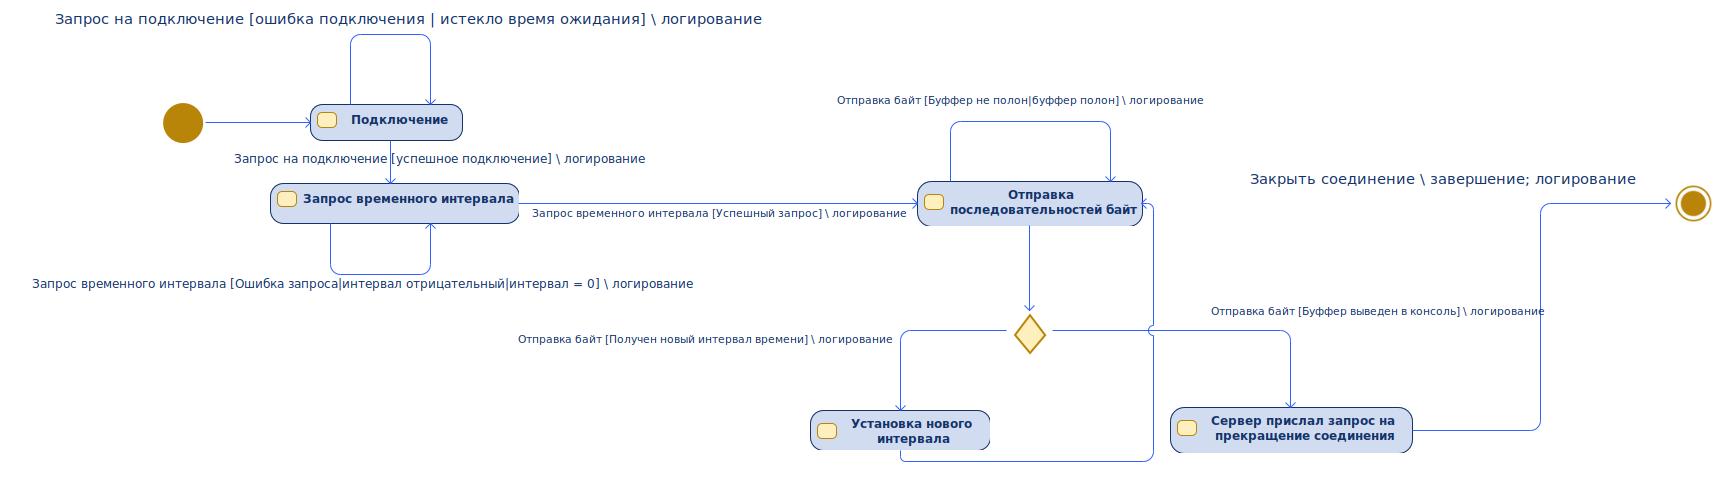 Запрос на подключение [ошибка подключения | истекло время ожидания] \ логирование
Подключение
Запрос на подключение [успешное подключение] \ логирование
Запрос временного интервала
Запрос временного интервала [Успешный запрос] \ логирование
Запрос временного интервала [Ошибка запроса|интервал отрицательный|интервал = 0] \ логирование
Отправка байт [Буффер не полон|буффер полон] \ логирование
Отправка
последовательностей байт
Закрыть соединение \ завершение; логирование
Отправка байт [Получен новый интервал времени] \ логирование
Отправка байт [Буффер выведен в консоль] \ логирование
Установка нового
интервала
Сервер прислал запрос на
прекращение соединения